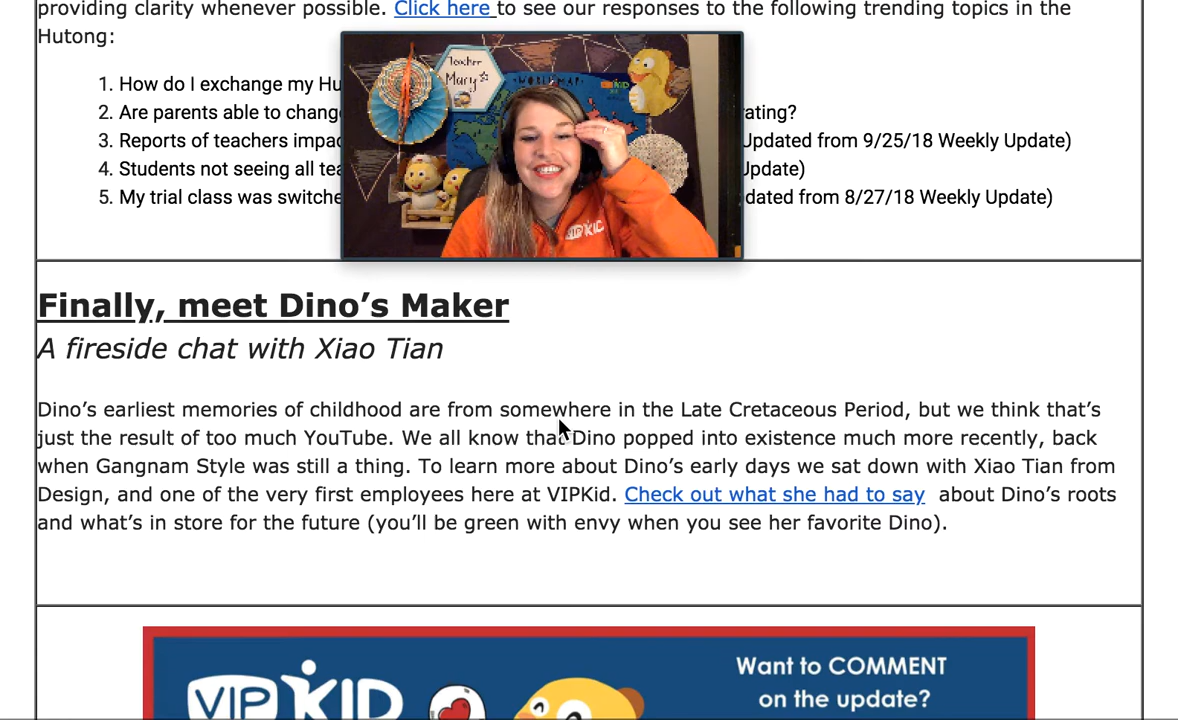 providing clarity whenever possible. Click here to see our responses to the following trending topics in the
Hutong:
1. How do I exchange my Hu
2. Are parents able to chang rating?
3. Reports of teachers impac Updated from 9/25/18 Weekly Update)
4. Students not seeing all tea Update)
5. My trial class was switche dated from 8/27/18 Weekly Update)
Teacher
Mary
WORLD MAP
VIPKID
Finally, meet Dino’s Maker
A fireside chat with Xiao Tian
Dino’s earliest memories of childhood are from somewhere in the Late Cretaceous Period, but we think that’s
just the result of too much YouTube. We all know that Dino popped into existence much more recently, back
when Gangnam Style was still a thing. To learn more about Dino’s early days we sat down with Xiao Tian from
Design, and one of the very first employees here at VIPKid. Check out what she had to say about Dino’s roots
and what’s in store for the future (you’ll be green with envy when you see her favorite Dino).
VIPKID
Want to COMMENT
on the update?